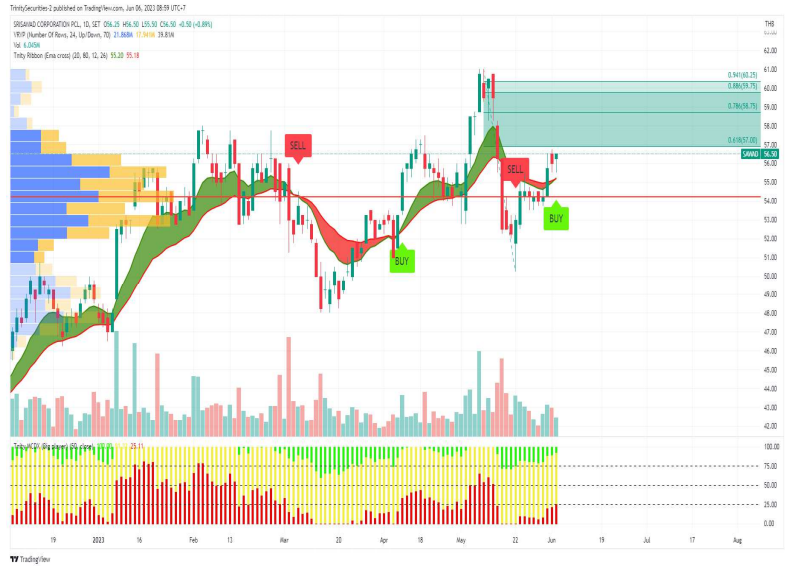 TrinitySecurities-2 published on TradingView.com, Jun 06, 2023 08:59 UTC+7
SRISAWAD CORPORATION PCL, 1D, SET O56.25 H56.50 L55.50 C56.50 +0.50 (+0.89%)
THB
VRVP (Number Of Rows, 24, Up/Down, 70) 21.868M 17.941M 39.81M
Vol 6.045M
Trinity Ribbon (Ema cross) (20, 80, 12, 26) 55.20 55.18
62.00
61.00
0.941(60.25)
60.00
0.886(59.75)
59.00
0.786(58.75)
58.00
0.618(57.00)
SELL
SAWAD 56.50
56.00
SELL
55.00
54.00
BUY
53.00
52.00
BUY
51.00
50.00
49.00
48.00
47.00
46.00
45.00
44.00
43.00
42.00
Trinity MCDX (Big player) (50, close) 25.11
100.00
75.00
50.00
25.00
0.00
19 2023 16 Feb 13 Mar 20 Apr 18 May 22 Jun 19 Jul 17 Aug
TradingView